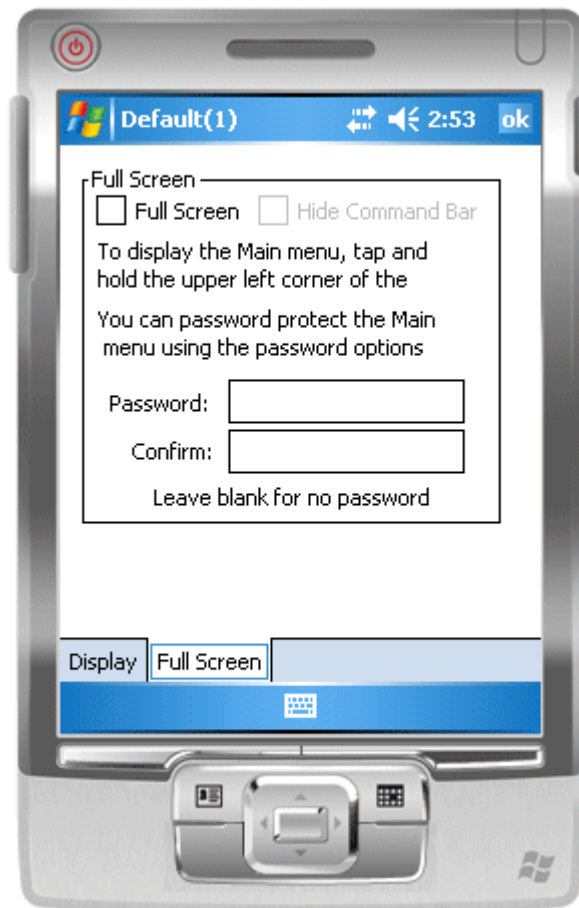 Default(1) 2:53 ok
Full Screen
Full Screen Hide Command Bar
To display the Main menu, tap and
hold the upper left corner of the
You can password protect the Main
menu using the password options
Password:
Confirm:
Leave blank for no password
Display Full Screen